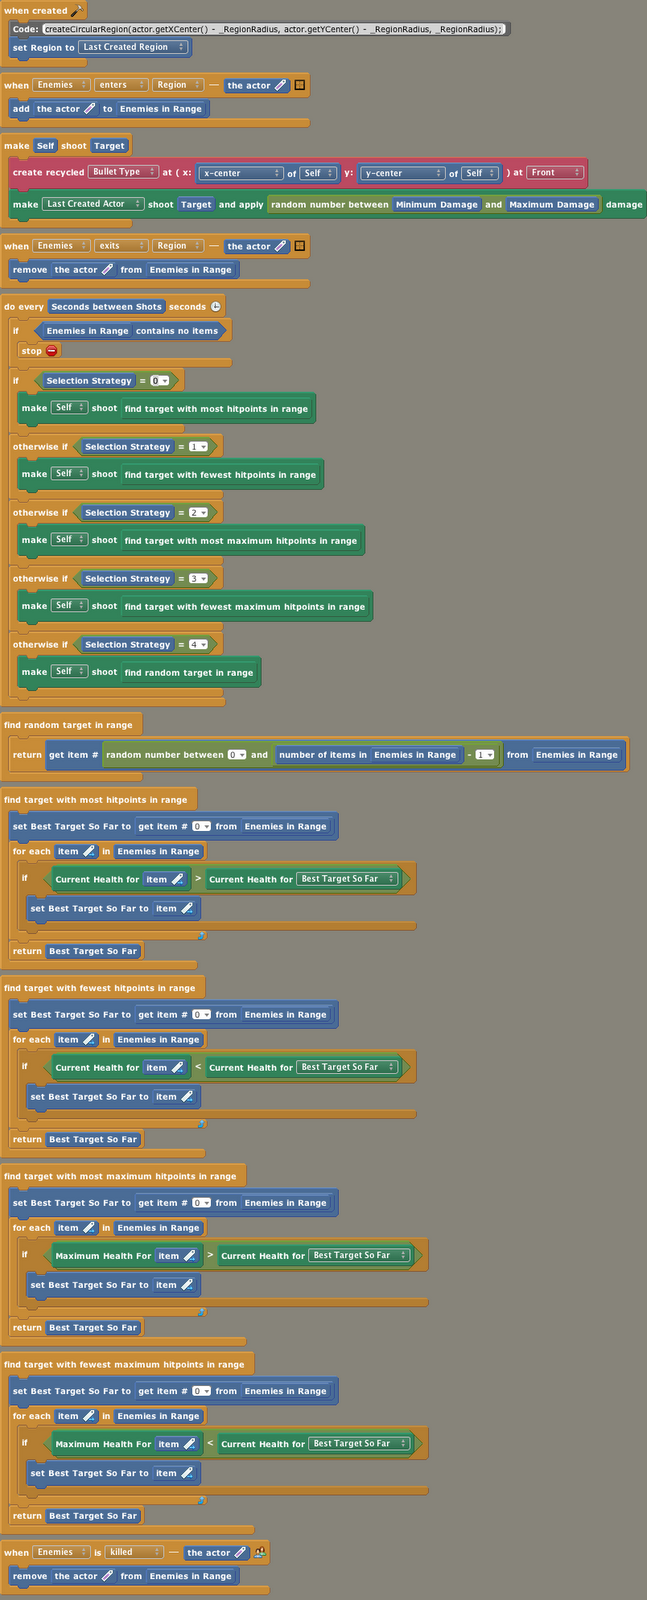 when created
Code: createCircularRegion(actor.getXCenter() - _RegionRadius, actor.getYCenter() - _RegionRadius, _RegionRadius);
set Region to Last Created Region
when Enemies enters Region — the actor
add the actor to Enemies in Range
make Self shoot Target
create recycled Bullet Type at ( x: x-center of Self y: y-center of Self ) at Front
make Last Created Actor shoot Target and apply random number between Minimum Damage and Maximum Damage damage
when Enemies exits Region — the actor
remove the actor from Enemies in Range
do every Seconds between Shots seconds
if Enemies in Range contains no items
stop
if Selection Strategy = 0
make Self shoot find target with most hitpoints in range
otherwise if Selection Strategy = 1
make Self shoot find target with fewest hitpoints in range
otherwise if Selection Strategy = 2
make Self shoot find target with most maximum hitpoints in range
otherwise if Selection Strategy = 3
make Self shoot find target with fewest maximum hitpoints in range
otherwise if Selection Strategy = 4
make Self shoot find random target in range
find random target in range
return get item # random number between 0 and number of items in Enemies in Range - 1 from Enemies in Range
find target with most hitpoints in range
set Best Target So Far to get item # 0 from Enemies in Range
for each item in Enemies in Range
if Current Health for item > Current Health for Best Target So Far
set Best Target So Far to item
return Best Target So Far
find target with fewest hitpoints in range
set Best Target So Far to get item # 0 from Enemies in Range
for each item in Enemies in Range
if Current Health for item < Current Health for Best Target So Far
set Best Target So Far to item
return Best Target So Far
find target with most maximum hitpoints in range
set Best Target So Far to get item # 0 from Enemies in Range
for each item in Enemies in Range
if Maximum Health For item > Current Health for Best Target So Far
set Best Target So Far to item
return Best Target So Far
find target with fewest maximum hitpoints in range
set Best Target So Far to get item # 0 from Enemies in Range
for each item in Enemies in Range
if Maximum Health For item < Current Health for Best Target So Far
set Best Target So Far to item
return Best Target So Far
when Enemies is killed — the actor
remove the actor from Enemies in Range